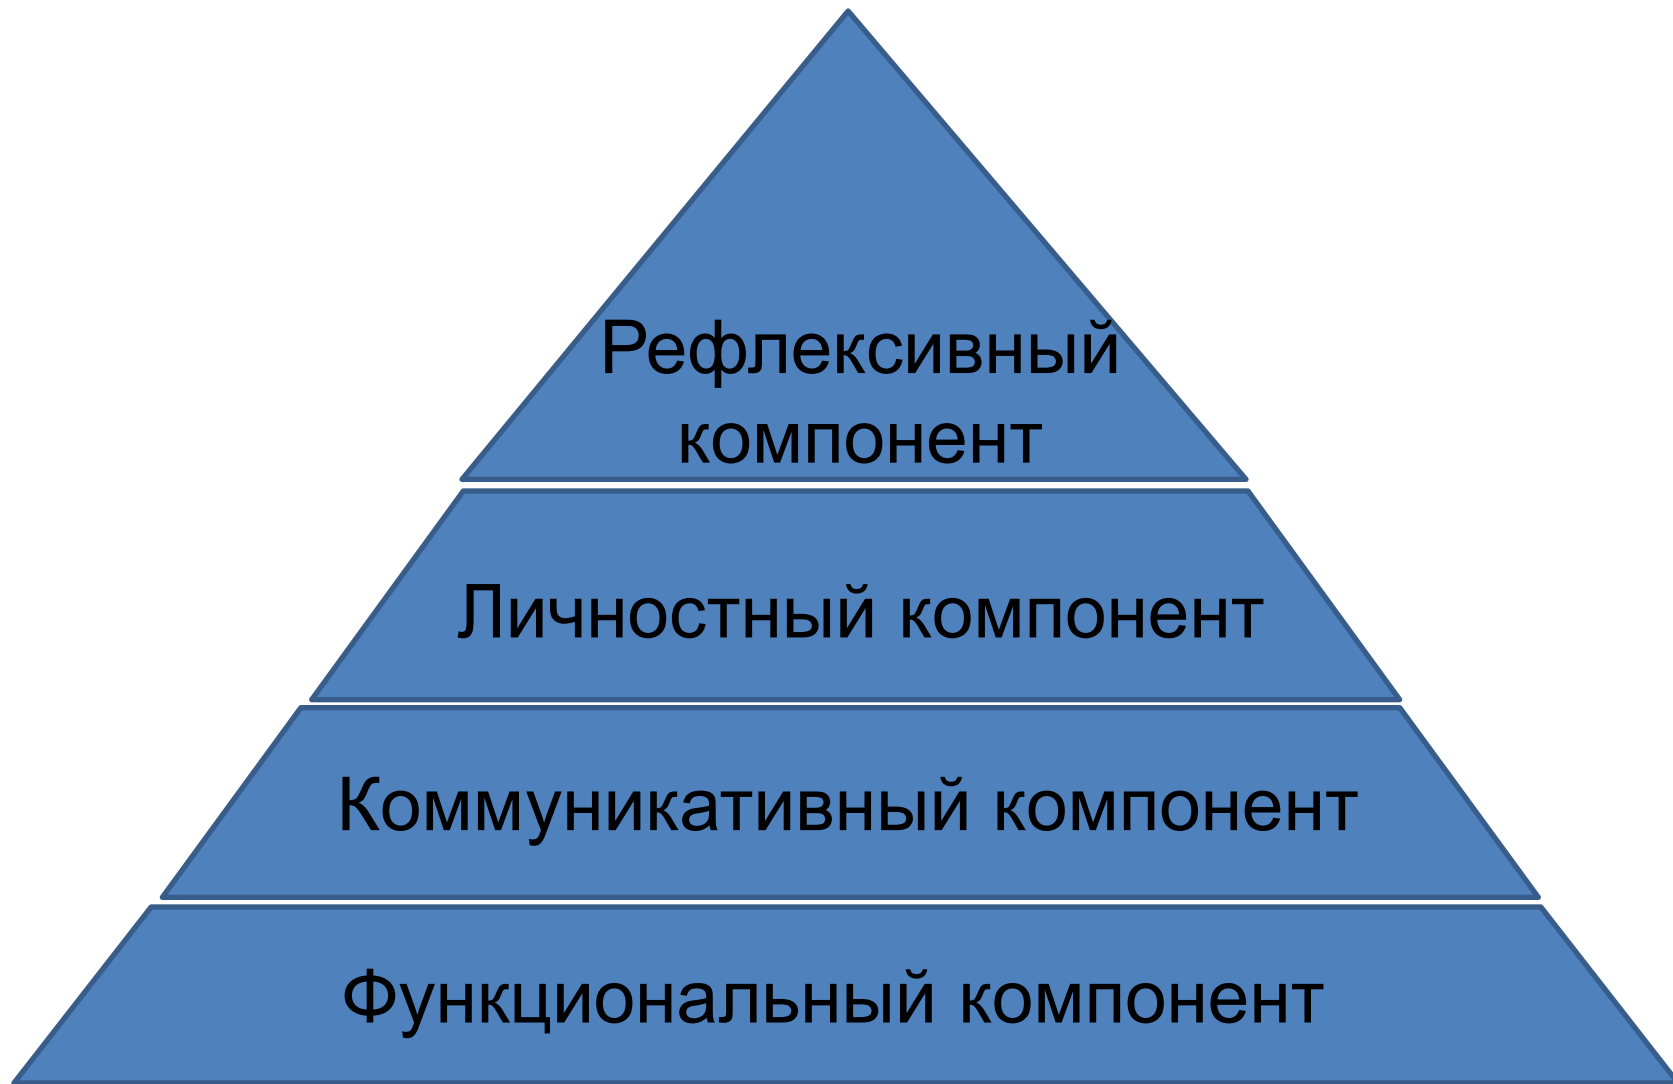 Рефлексивный
компонент
Личностный компонент
Коммуникативный компонент
Функциональный компонент